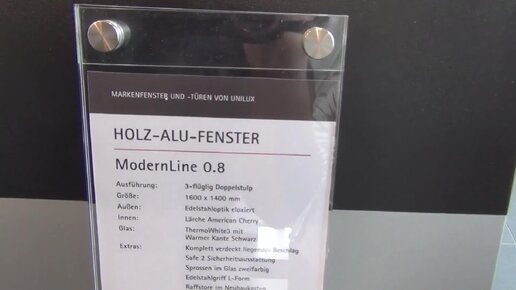 MARKENFENSTER UND -TÜREN VON UNILUX
HOLZ-ALU-FENSTER
ModernLine 0.8
Ausführung: 3-flüglig Doppelstulp
Größe: 1600 x 1400 mm
Außen: Edelstahloptik eloxiert
Innen: Lärche American Cherry
Glas: ThermoWhite3 mit
Warmer Kante Schwarz
Extras: Komplett verdeckt liegender Beschlag
Safe 2 Sicherheitsausstattung
Sprossen im Glas zweifarbig
Edelstahlgriff L-Form
Raffstore im Neubaukasten